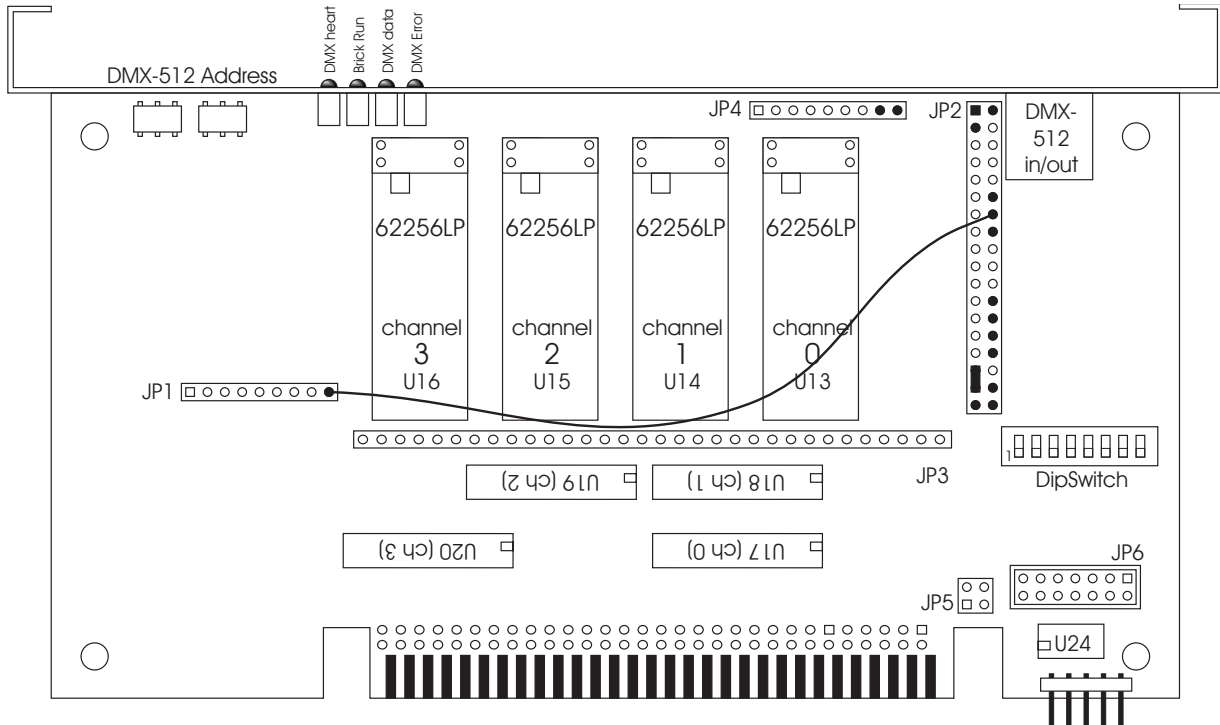 DMX heart
Brick Run
DMX data
DMX Error
DMX-512 Address
JP4
JP2
DMX-
512
in/out
62256LP
62256LP
62256LP
62256LP
channel
3
U16
channel
2
U15
channel
1
U14
channel
0
U13
JP1
JP3
1
DipSwitch
U19 (ch 2)
U18 (ch 1)
U20 (ch 3)
U17 (ch 0)
JP6
JP5
U24